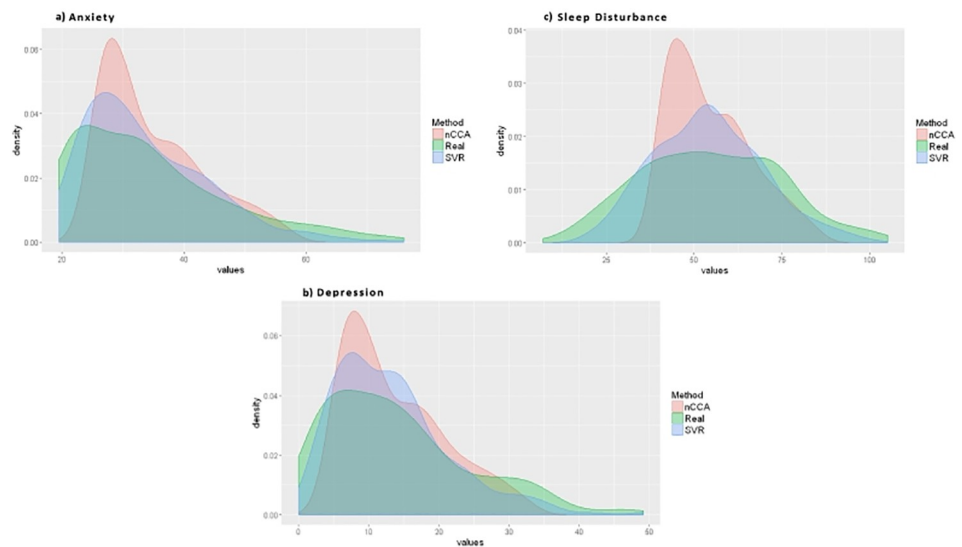 a) Anxiety
0.06
0.04
0.02
0.00
density
20
40
60
values
Method
nCCA
Real
SVR
c) Sleep Disturbance
0.04
0.03
0.02
0.01
0.00
density
25
50
75
100
values
Method
nCCA
Real
SVR
b) Depression
0.06
0.04
0.02
0.00
density
0
10
20
30
40
50
values
Method
nCCA
Real
SVR